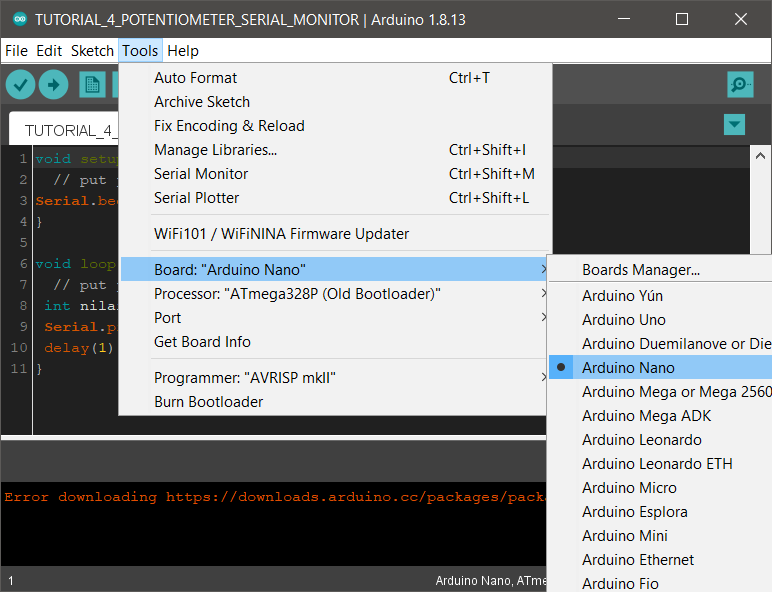 TUTORIAL_4_POTENTIOMETER_SERIAL_MONITOR | Arduino 1.8.13
File Edit Sketch Tools Help
Auto Format Ctrl+T
Archive Sketch
Fix Encoding & Reload
Manage Libraries... Ctrl+Shift+I
Serial Monitor Ctrl+Shift+M
Serial Plotter Ctrl+Shift+L
WiFi101 / WiFiNINA Firmware Updater
Board: "Arduino Nano"
Processor: "ATmega328P (Old Bootloader)"
Port
Get Board Info
Programmer: "AVRISP mkII"
Burn Bootloader
Boards Manager...
Arduino Yún
Arduino Uno
Arduino Duemilanove or Die
Arduino Nano
Arduino Mega or Mega 2560
Arduino Mega ADK
Arduino Leonardo
Arduino Leonardo ETH
Arduino Micro
Arduino Esplora
Arduino Mini
Arduino Ethernet
Arduino Fio
TUTORIAL_4_
1 void setup
2 // put
3 Serial.be
4 }
5
6 void loop
7 // put
8 int nilai
9 Serial.p
10 delay(1)
11 }
Error downloading https://downloads.arduino.cc/packages/pack
1
Arduino Nano, ATme